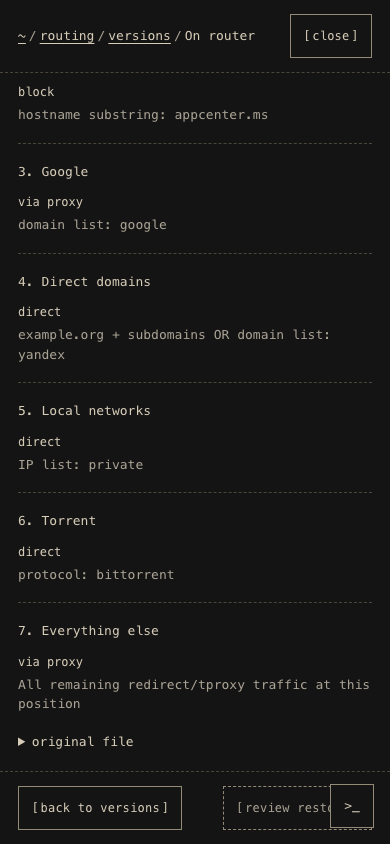 ~ / routing / versions / On router
[close]
block
hostname substring: appcenter.ms
3. Google
via proxy
domain list: google
4. Direct domains
direct
example.org + subdomains OR domain list:
yandex
5. Local networks
direct
IP list: private
6. Torrent
direct
protocol: bittorrent
7. Everything else
via proxy
All remaining redirect/tproxy traffic at this
position
▶ original file
[back to versions]
[review
>_